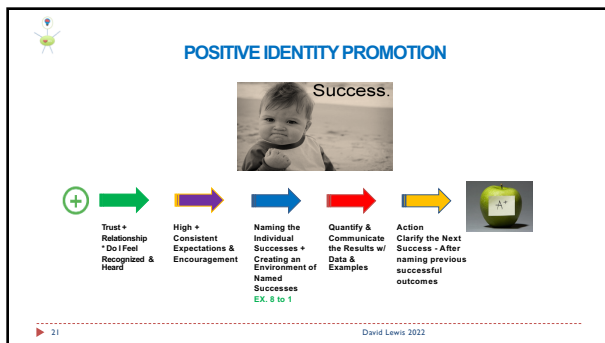 POSITIVE IDENTITY PROMOTION
Success.
Trust +
Relationship
* Do I Feel
Recognized &
Heard
High +
Consistent
Expectations &
Encouragement
Naming the
Individual
Successes +
Creating an
Environment of
Named
Successes
EX. 8 to 1
Quantify &
Communicate
the Results w/
Data &
Examples
Action
Clarify the Next
Success - After
naming previous
successful
outcomes
A+
21
David Lewis 2022